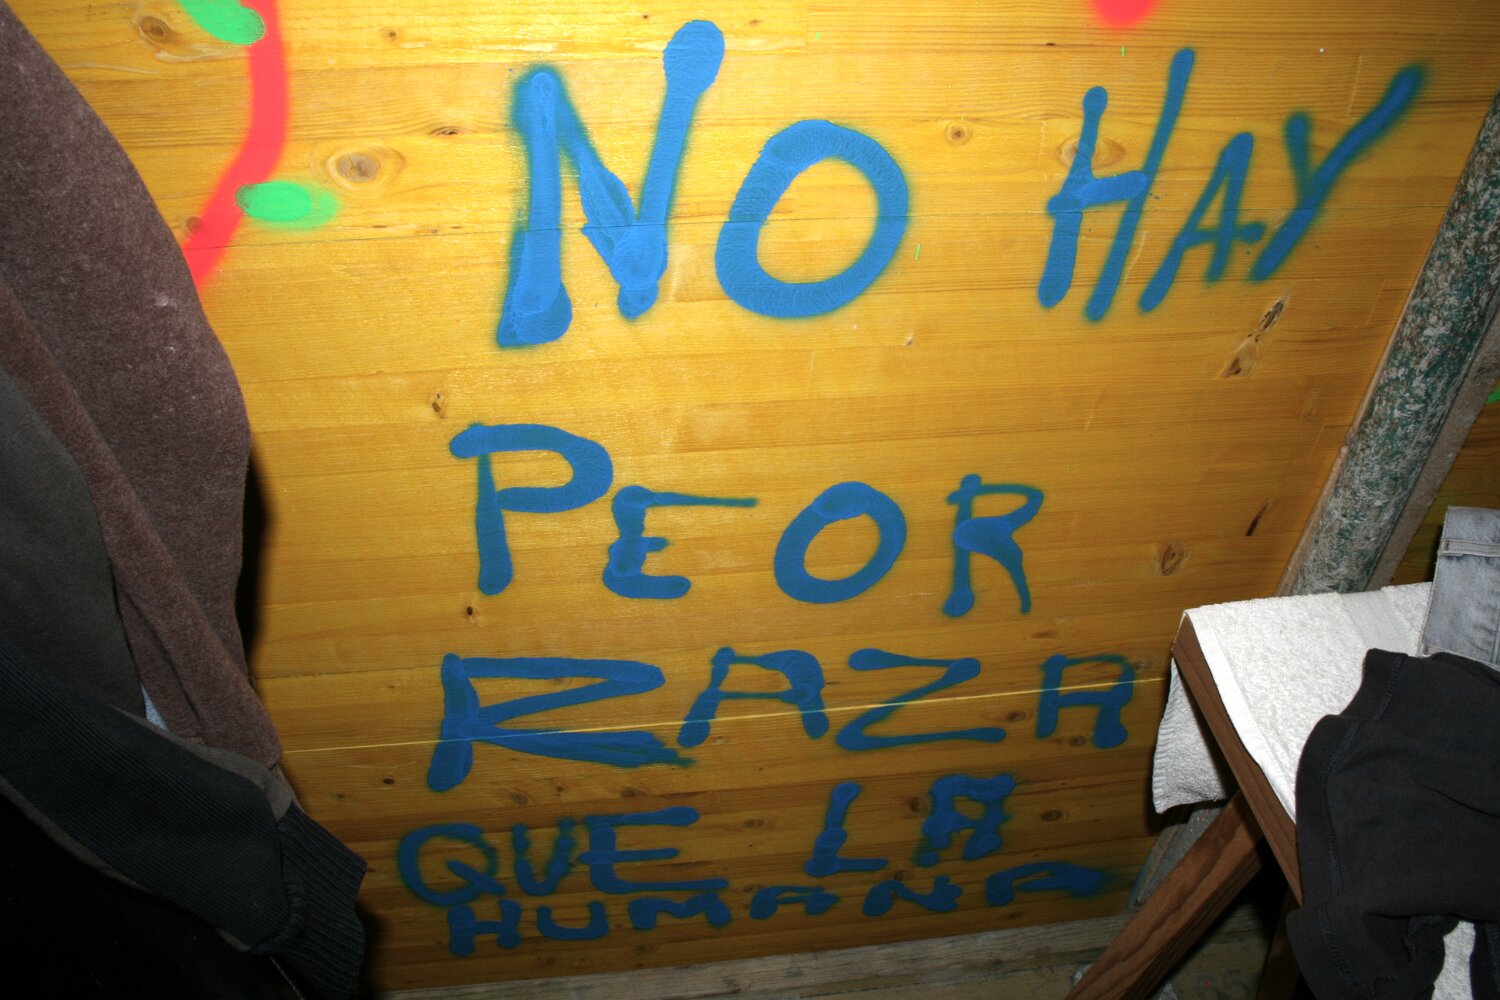 NO HAY
PEOR
RAZA
QUE LA
HUMANA